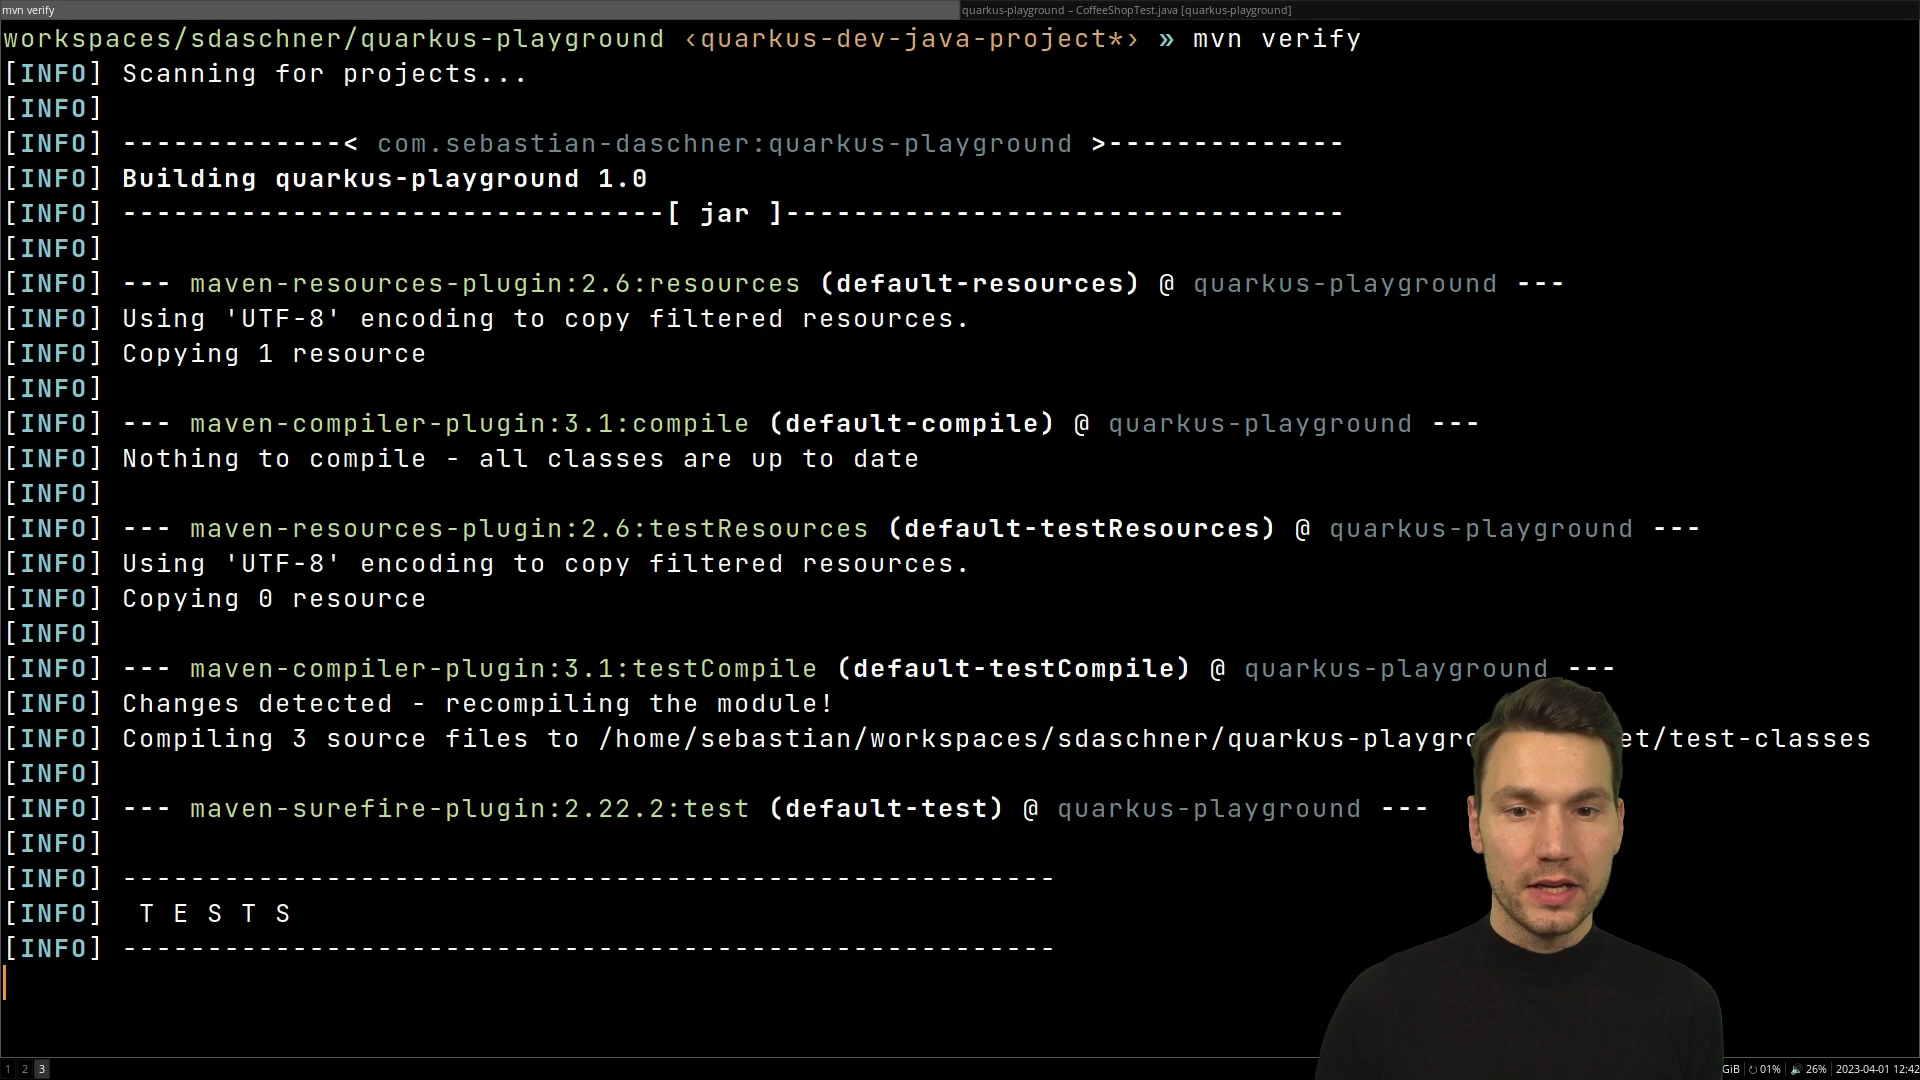 mvn verify
quarkus-playground – CoffeeShopTest.java [quarkus-playground]
workspaces/sdaschner/quarkus-playground ‹quarkus-dev-java-project*› » mvn verify
[INFO] Scanning for projects...
[INFO]
[INFO] -------------< com.sebastian-daschner:quarkus-playground >--------------
[INFO] Building quarkus-playground 1.0
[INFO] --------------------------------[ jar ]---------------------------------
[INFO]
[INFO] --- maven-resources-plugin:2.6:resources (default-resources) @ quarkus-playground ---
[INFO] Using 'UTF-8' encoding to copy filtered resources.
[INFO] Copying 1 resource
[INFO]
[INFO] --- maven-compiler-plugin:3.1:compile (default-compile) @ quarkus-playground ---
[INFO] Nothing to compile - all classes are up to date
[INFO]
[INFO] --- maven-resources-plugin:2.6:testResources (default-testResources) @ quarkus-playground ---
[INFO] Using 'UTF-8' encoding to copy filtered resources.
[INFO] Copying 0 resource
[INFO]
[INFO] --- maven-compiler-plugin:3.1:testCompile (default-testCompile) @ quarkus-playground ---
[INFO] Changes detected - recompiling the module!
[INFO] Compiling 3 source files to /home/sebastian/workspaces/sdaschner/quarkus-playgro et/test-classes
[INFO]
[INFO] --- maven-surefire-plugin:2.22.2:test (default-test) @ quarkus-playground ---
[INFO]
[INFO] -------------------------------------------------------
[INFO]  T E S T S
[INFO] -------------------------------------------------------
1 2 3
GiB 01% 26% 2023-04-01 12:42